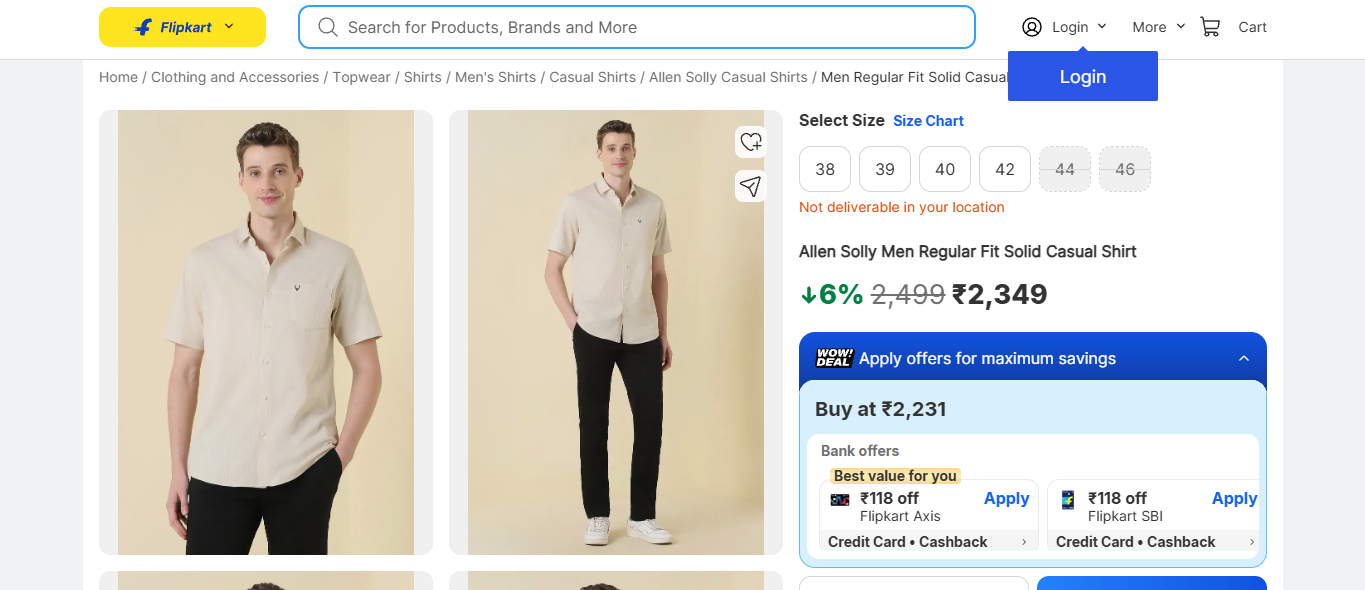 Flipkart
Search for Products, Brands and More
Login
More
Cart
Login
Home / Clothing and Accessories / Topwear / Shirts / Men's Shirts / Casual Shirts / Allen Solly Casual Shirts / Men Regular Fit Solid Casual
Select Size Size Chart
38 39 40 42 44 46
Not deliverable in your location
Allen Solly Men Regular Fit Solid Casual Shirt
↓6% 2,499 ₹2,349
WOW! DEAL Apply offers for maximum savings
Buy at ₹2,231
Bank offers
Best value for you
₹118 off Apply
Flipkart Axis
Credit Card • Cashback
₹118 off Apply
Flipkart SBI
Credit Card • Cashback